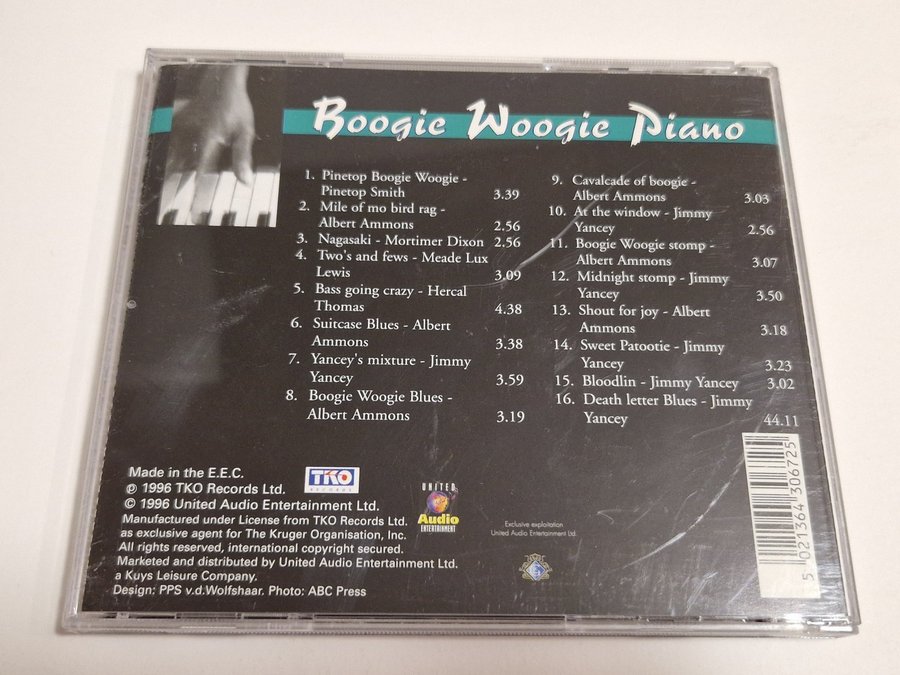 Boogie Woogie Piano
1. Pinetop Boogie Woogie -
Pinetop Smith 3.39
2. Mile of mo bird rag -
Albert Ammons 2.56
3. Nagasaki - Mortimer Dixon 2.56
4. Two's and fews - Meade Lux
Lewis 3.09
5. Bass going crazy - Hercal
Thomas 4.38
6. Suitcase Blues - Albert
Ammons 3.38
7. Yancey's mixture - Jimmy
Yancey 3.59
8. Boogie Woogie Blues -
Albert Ammons 3.19
9. Cavalcade of boogie -
Albert Ammons 3.03
10. At the window - Jimmy
Yancey 2.56
11. Boogie Woogie stomp -
Albert Ammons 3.07
12. Midnight stomp - Jimmy
Yancey 3.50
13. Shout for joy - Albert
Ammons 3.18
14. Sweet Patootie - Jimmy
Yancey 3.23
15. Bloodlin - Jimmy Yancey 3.02
16. Death letter Blues - Jimmy
Yancey 44.11
Made in the E.E.C.
℗ 1996 TKO Records Ltd.
© 1996 United Audio Entertainment Ltd.
Manufactured under License from TKO Records Ltd.
as exclusive agent for The Kruger Organisation, Inc.
All rights reserved, international copyright secured.
Marketed and distributed by United Audio Entertainment Ltd.
a Kuys Leisure Company.
Design: PPS v.d.Wolfshaar. Photo: ABC Press
TKO
RECORDS
UNITED
Audio
ENTERTAINMENT
Exclusive exploitation
United Audio Entertainment Ltd.
5 021364 306725